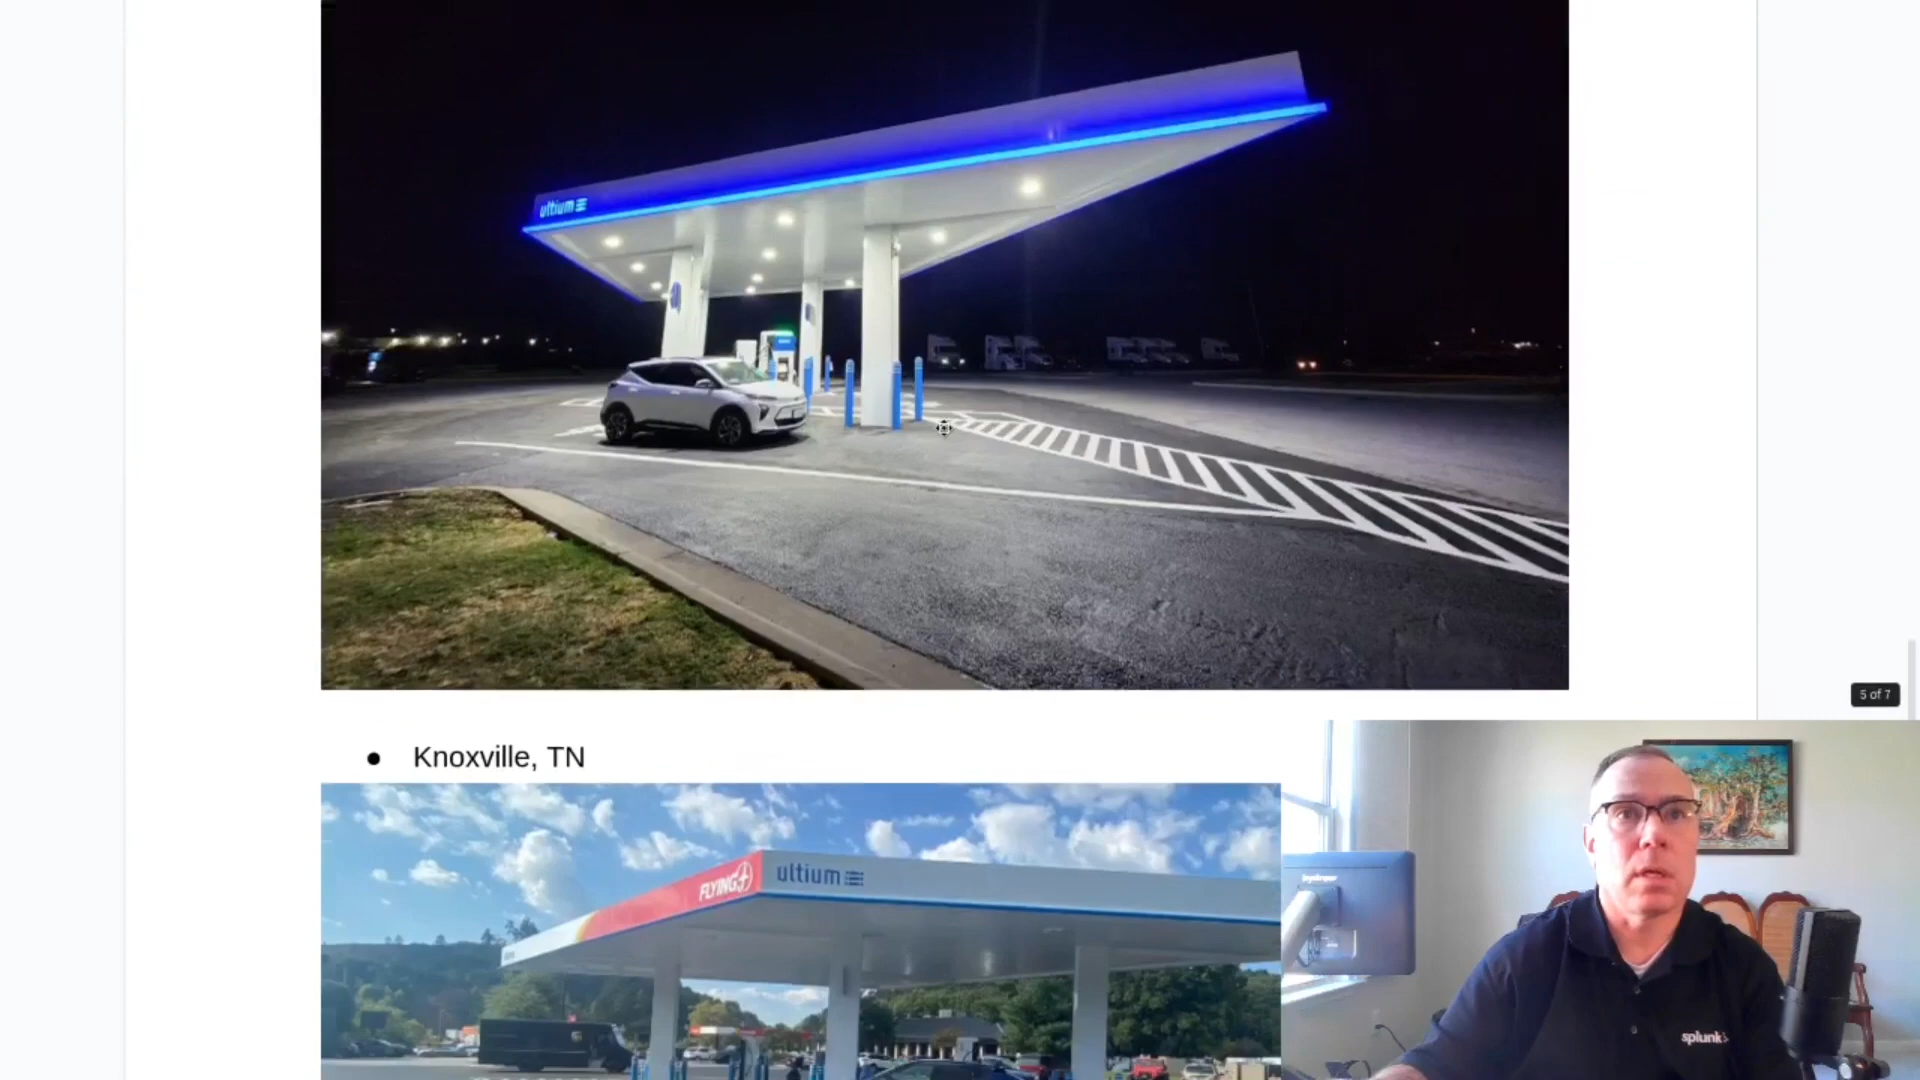 ultium
5 of 7
● Knoxville, TN
FLYING J
ultium
splunk>